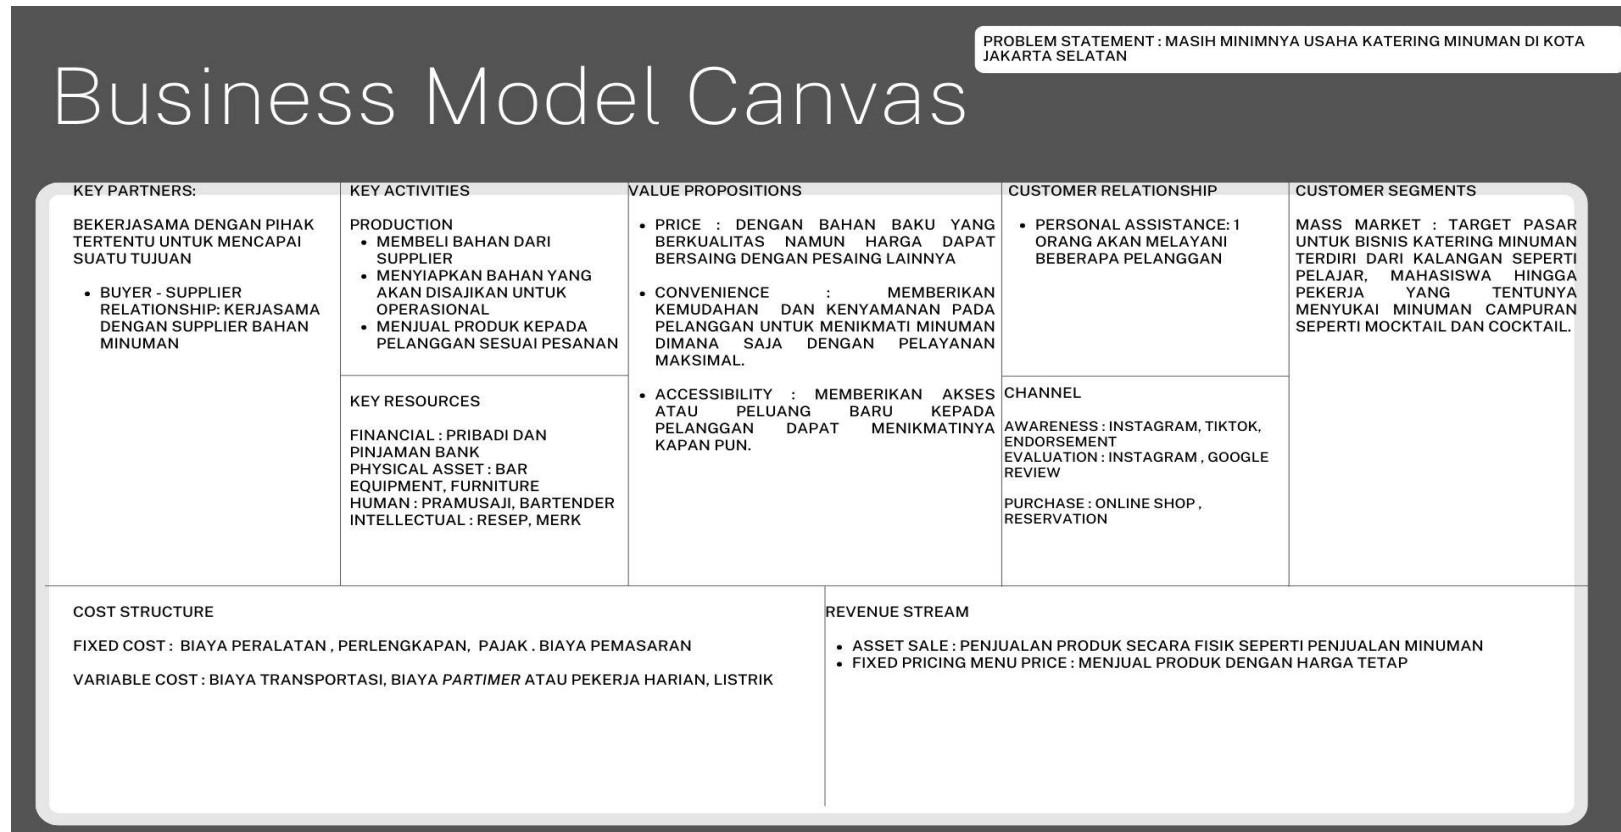 PROBLEM STATEMENT : MASIH MINIMNYA USAHA KATERING MINUMAN DI KOTA
JAKARTA SELATAN
Business Model Canvas
KEY PARTNERS:
BEKERJASAMA DENGAN PIHAK
TERTENTU UNTUK MENCAPAI
SUATU TUJUAN
• BUYER - SUPPLIER
RELATIONSHIP: KERJASAMA
DENGAN SUPPLIER BAHAN
MINUMAN
KEY ACTIVITIES
PRODUCTION
• MEMBELI BAHAN DARI
SUPPLIER
• MENYIAPKAN BAHAN YANG
AKAN DISAJIKAN UNTUK
OPERASIONAL
• MENJUAL PRODUK KEPADA
PELANGGAN SESUAI PESANAN
KEY RESOURCES
FINANCIAL : PRIBADI DAN
PINJAMAN BANK
PHYSICAL ASSET : BAR
EQUIPMENT, FURNITURE
HUMAN : PRAMUSAJI, BARTENDER
INTELLECTUAL : RESEP, MERK
VALUE PROPOSITIONS
• PRICE : DENGAN BAHAN BAKU YANG
BERKUALITAS NAMUN HARGA DAPAT
BERSAING DENGAN PESAING LAINNYA
• CONVENIENCE : MEMBERIKAN
KEMUDAHAN DAN KENYAMANAN PADA
PELANGGAN UNTUK MENIKMATI MINUMAN
DIMANA SAJA DENGAN PELAYANAN
MAKSIMAL.
• ACCESSIBILITY : MEMBERIKAN AKSES
ATAU PELUANG BARU KEPADA
PELANGGAN DAPAT MENIKMATINYA
KAPAN PUN.
CUSTOMER RELATIONSHIP
• PERSONAL ASSISTANCE: 1
ORANG AKAN MELAYANI
BEBERAPA PELANGGAN
CHANNEL
AWARENESS : INSTAGRAM, TIKTOK,
ENDORSEMENT
EVALUATION : INSTAGRAM , GOOGLE
REVIEW
PURCHASE : ONLINE SHOP ,
RESERVATION
CUSTOMER SEGMENTS
MASS MARKET : TARGET PASAR
UNTUK BISNIS KATERING MINUMAN
TERDIRI DARI KALANGAN SEPERTI
PELAJAR, MAHASISWA HINGGA
PEKERJA YANG TENTUNYA
MENYUKAI MINUMAN CAMPURAN
SEPERTI MOCKTAIL DAN COCKTAIL.
COST STRUCTURE
FIXED COST : BIAYA PERALATAN , PERLENGKAPAN, PAJAK . BIAYA PEMASARAN
VARIABLE COST : BIAYA TRANSPORTASI, BIAYA PARTIMER ATAU PEKERJA HARIAN, LISTRIK
REVENUE STREAM
• ASSET SALE : PENJUALAN PRODUK SECARA FISIK SEPERTI PENJUALAN MINUMAN
• FIXED PRICING MENU PRICE : MENJUAL PRODUK DENGAN HARGA TETAP